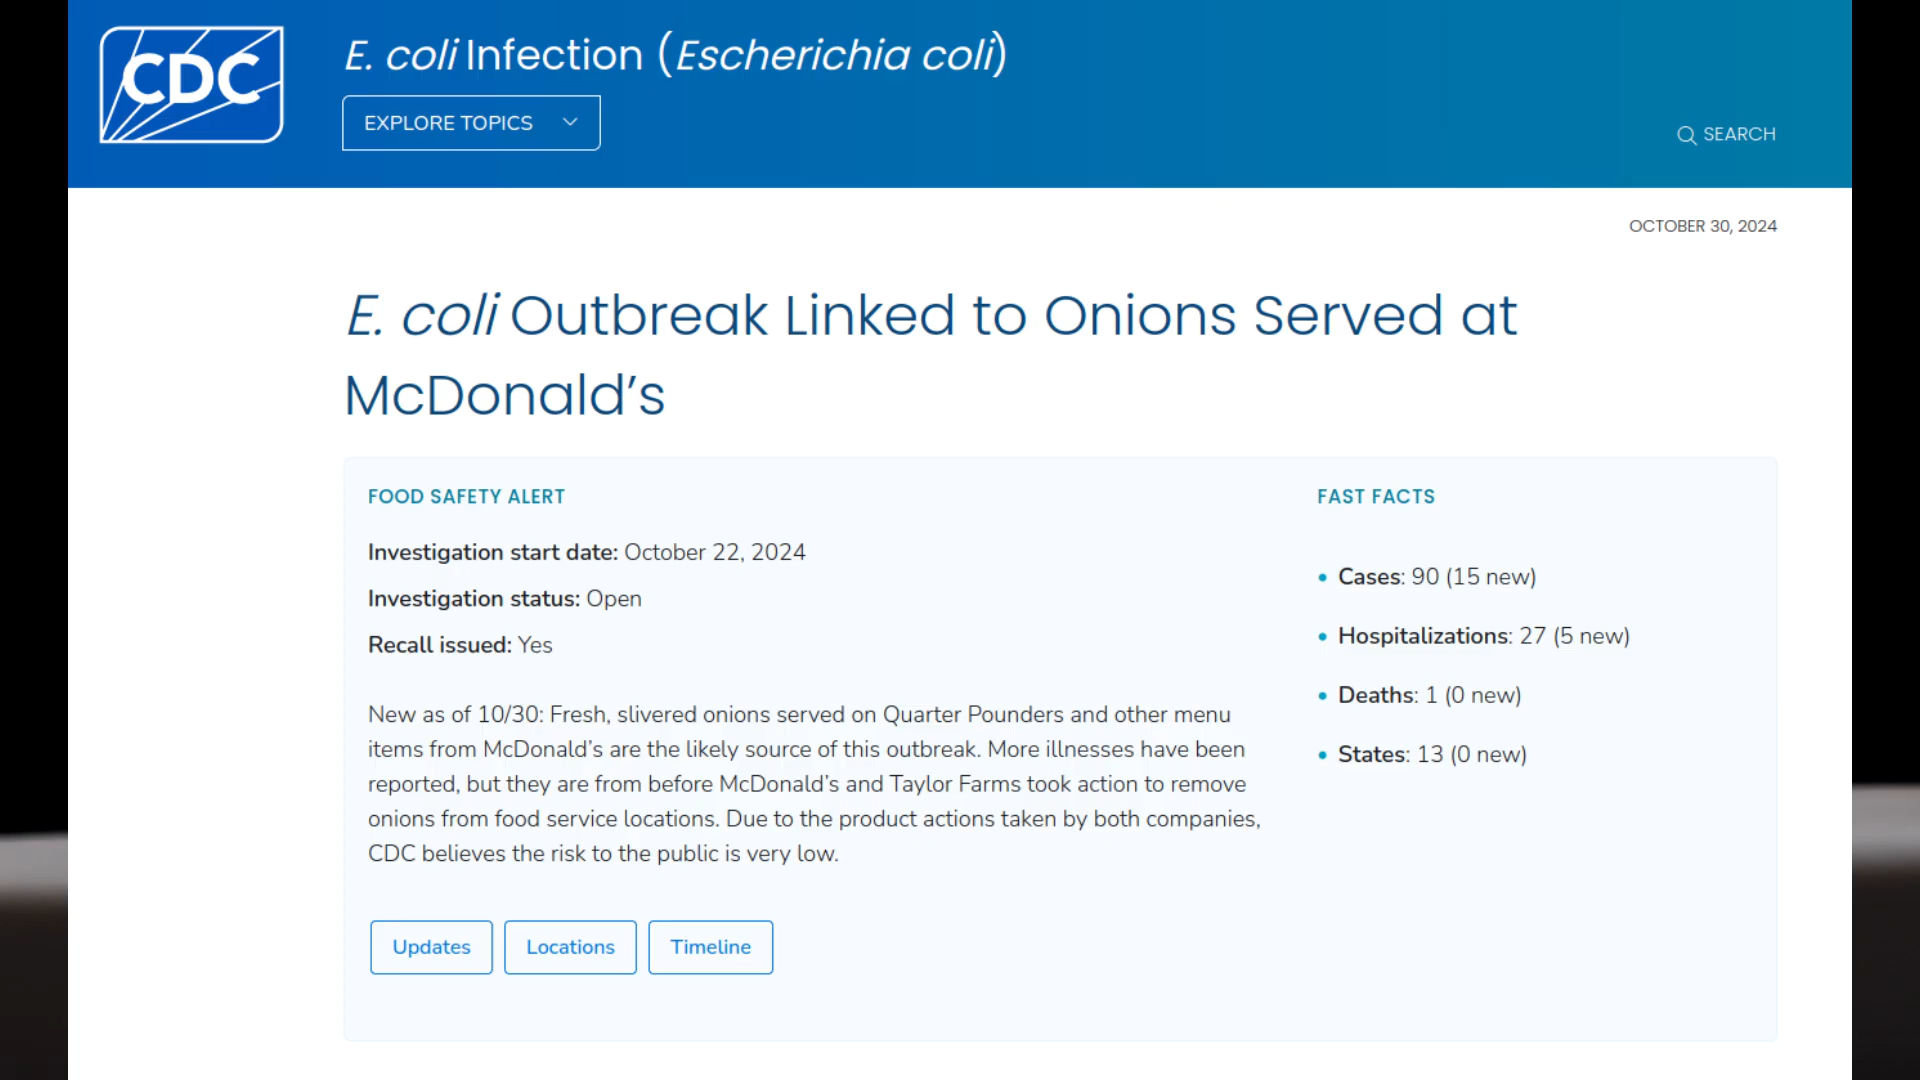 CDC
E. coli Infection (Escherichia coli)
EXPLORE TOPICS
SEARCH
OCTOBER 30, 2024
E. coli Outbreak Linked to Onions Served at
McDonald’s
FOOD SAFETY ALERT
Investigation start date: October 22, 2024
Investigation status: Open
Recall issued: Yes
New as of 10/30: Fresh, slivered onions served on Quarter Pounders and other menu
items from McDonald’s are the likely source of this outbreak. More illnesses have been
reported, but they are from before McDonald’s and Taylor Farms took action to remove
onions from food service locations. Due to the product actions taken by both companies,
CDC believes the risk to the public is very low.
Updates
Locations
Timeline
FAST FACTS
• Cases: 90 (15 new)
• Hospitalizations: 27 (5 new)
• Deaths: 1 (0 new)
• States: 13 (0 new)